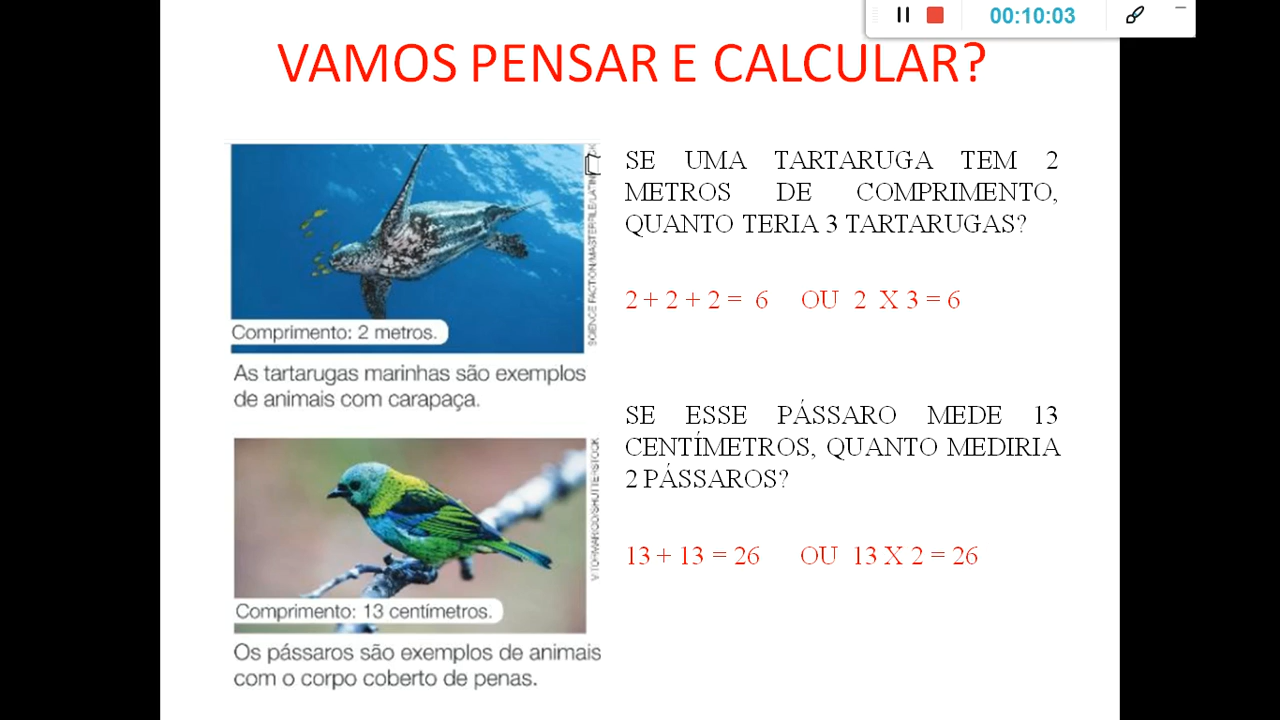 00:10:03
VAMOS PENSAR E CALCULAR?
SE UMA TARTARUGA TEM 2
METROS DE COMPRIMENTO,
QUANTO TERIA 3 TARTARUGAS?
2 + 2 + 2 = 6 OU 2 X 3 = 6
Comprimento: 2 metros.
As tartarugas marinhas são exemplos
de animais com carapaça.
SE ESSE PÁSSARO MEDE 13
CENTÍMETROS, QUANTO MEDIRIA
2 PÁSSAROS?
13 + 13 = 26 OU 13 X 2 = 26
Comprimento: 13 centímetros.
Os pássaros são exemplos de animais
com o corpo coberto de penas.